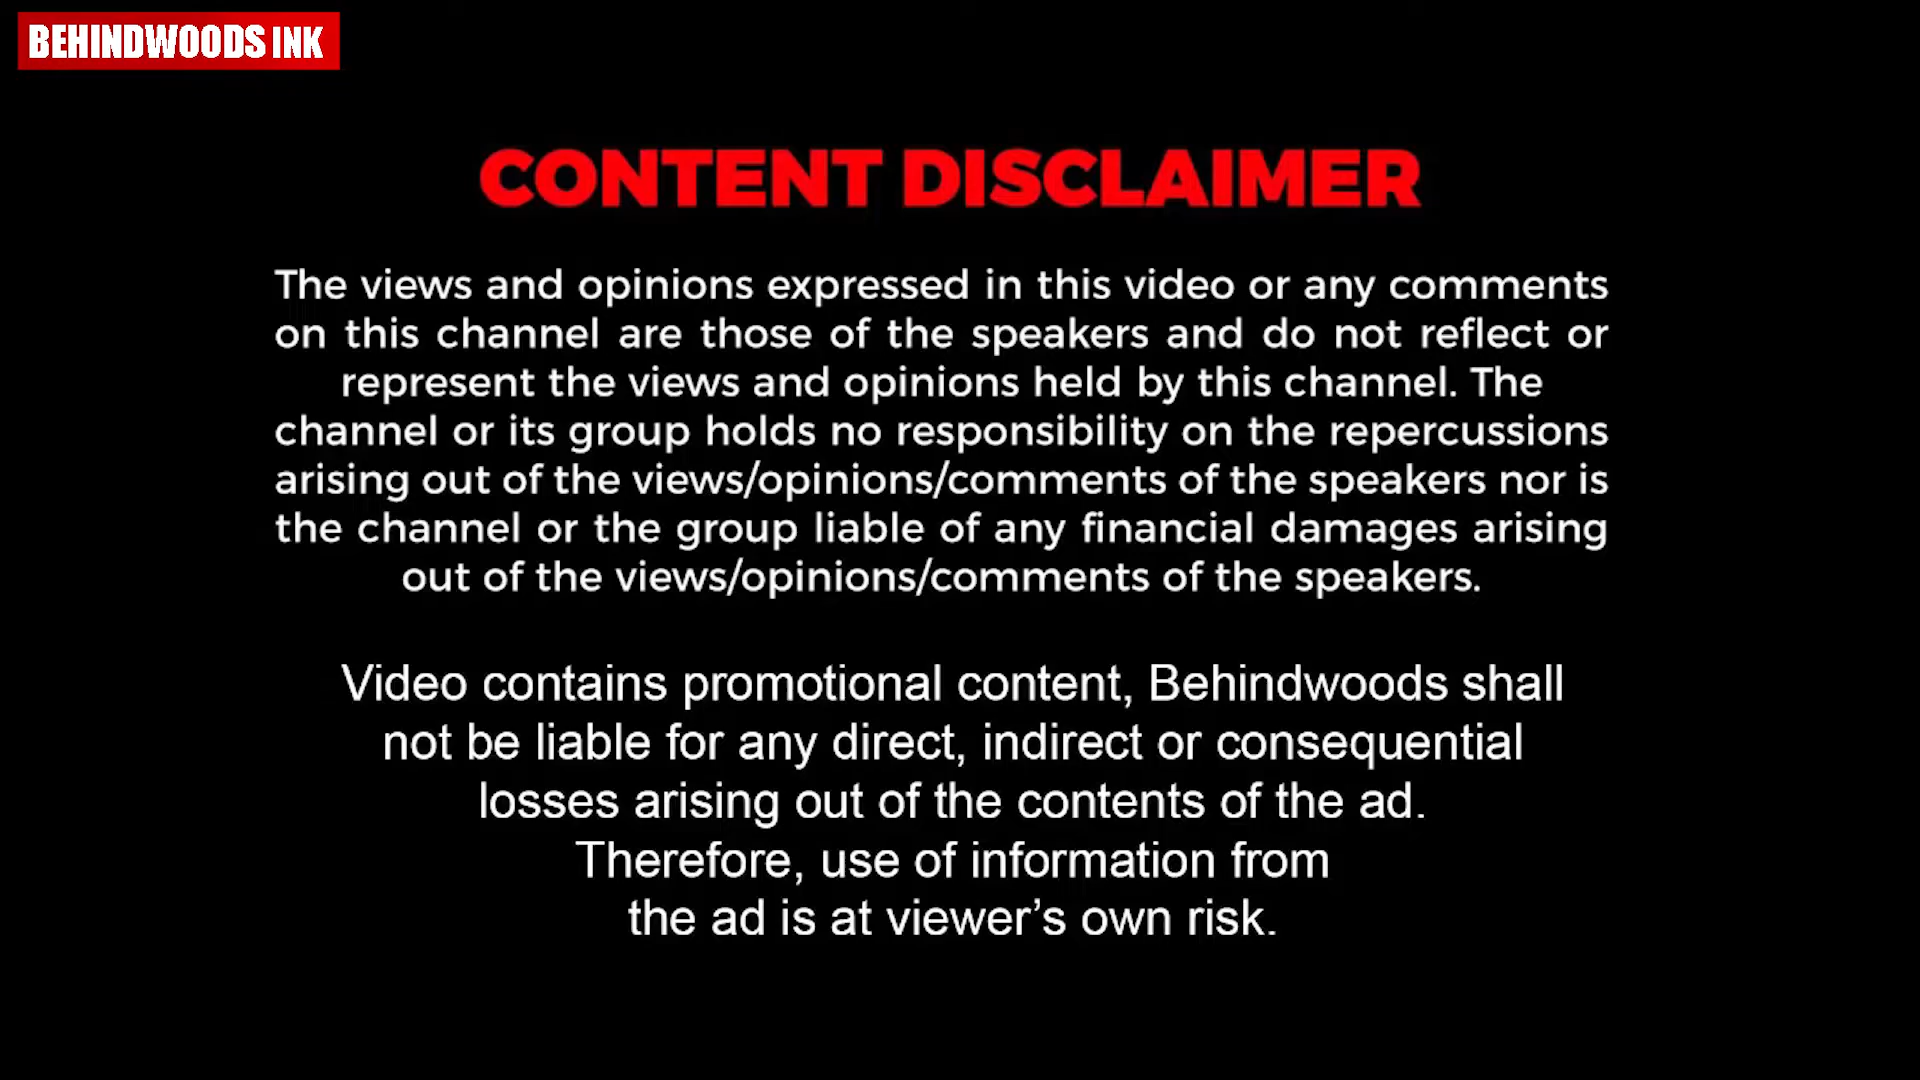 BEHINDWOODS INK
CONTENT DISCLAIMER
The views and opinions expressed in this video or any comments
on this channel are those of the speakers and do not reflect or
represent the views and opinions held by this channel. The
channel or its group holds no responsibility on the repercussions
arising out of the views/opinions/comments of the speakers nor is
the channel or the group liable of any financial damages arising
out of the views/opinions/comments of the speakers.
Video contains promotional content, Behindwoods shall
not be liable for any direct, indirect or consequential
losses arising out of the contents of the ad.
Therefore, use of information from
the ad is at viewer’s own risk.